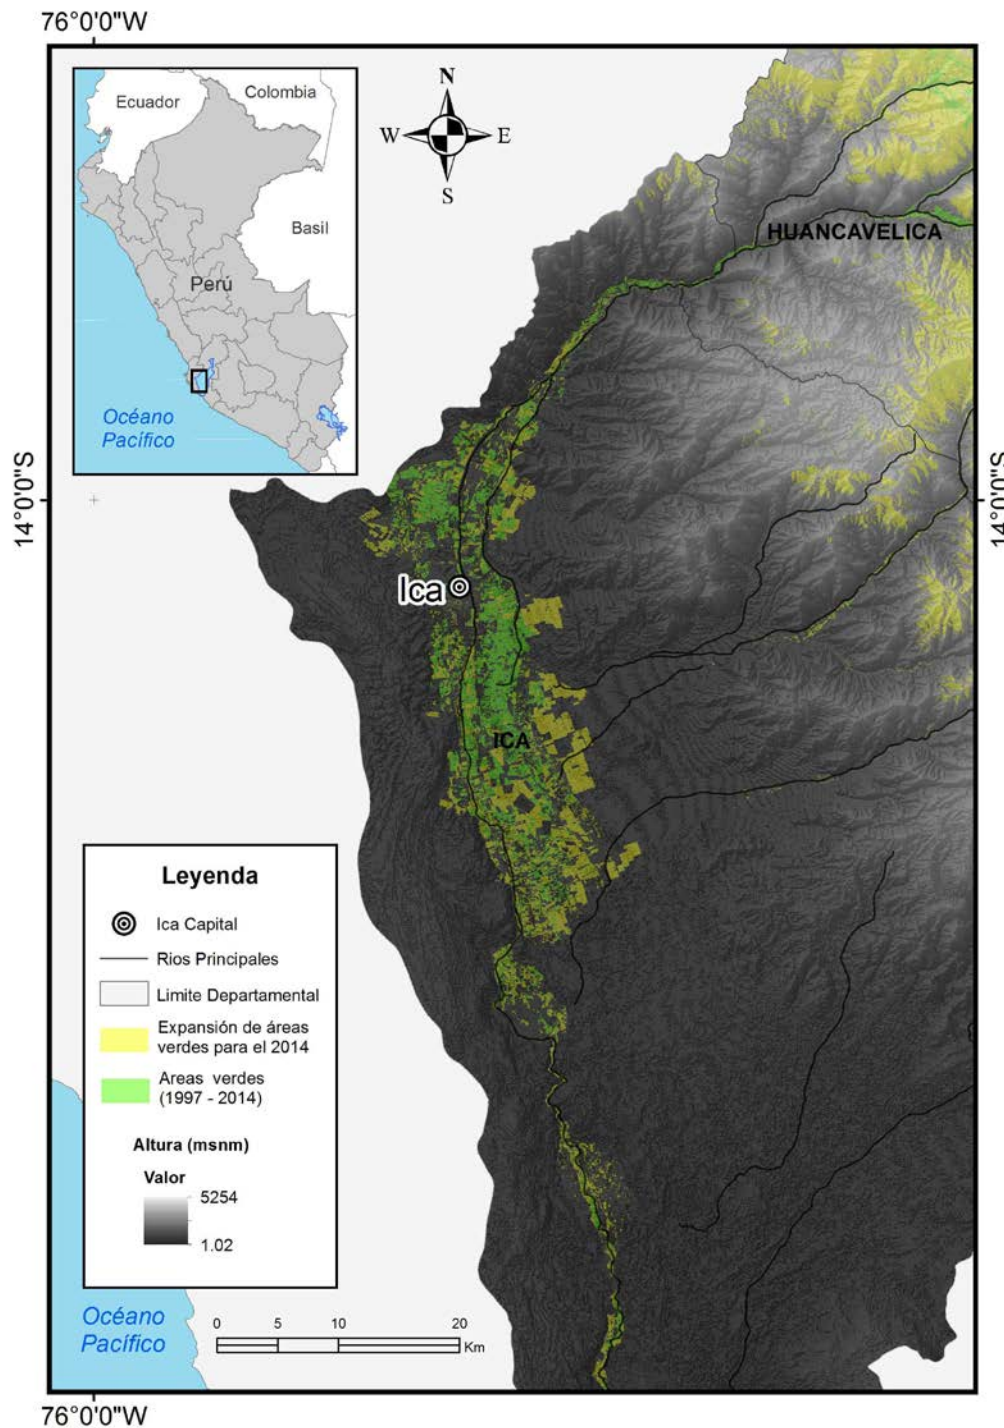 76°0'0"W
Ecuador
Colombia
Basil
Perú
Océano
Pacífico
N
W
E
S
HUANCAVELICA
14°0'0"S
14°0'0"S
Ica
ICA
Leyenda
Ica Capital
Rios Principales
Limite Departamental
Expansión de áreas
verdes para el 2014
Areas verdes
(1997 - 2014)
Altura (msnm)
Valor
5254
1.02
Océano
Pacífico
0 5 10 20
Km
76°0'0"W